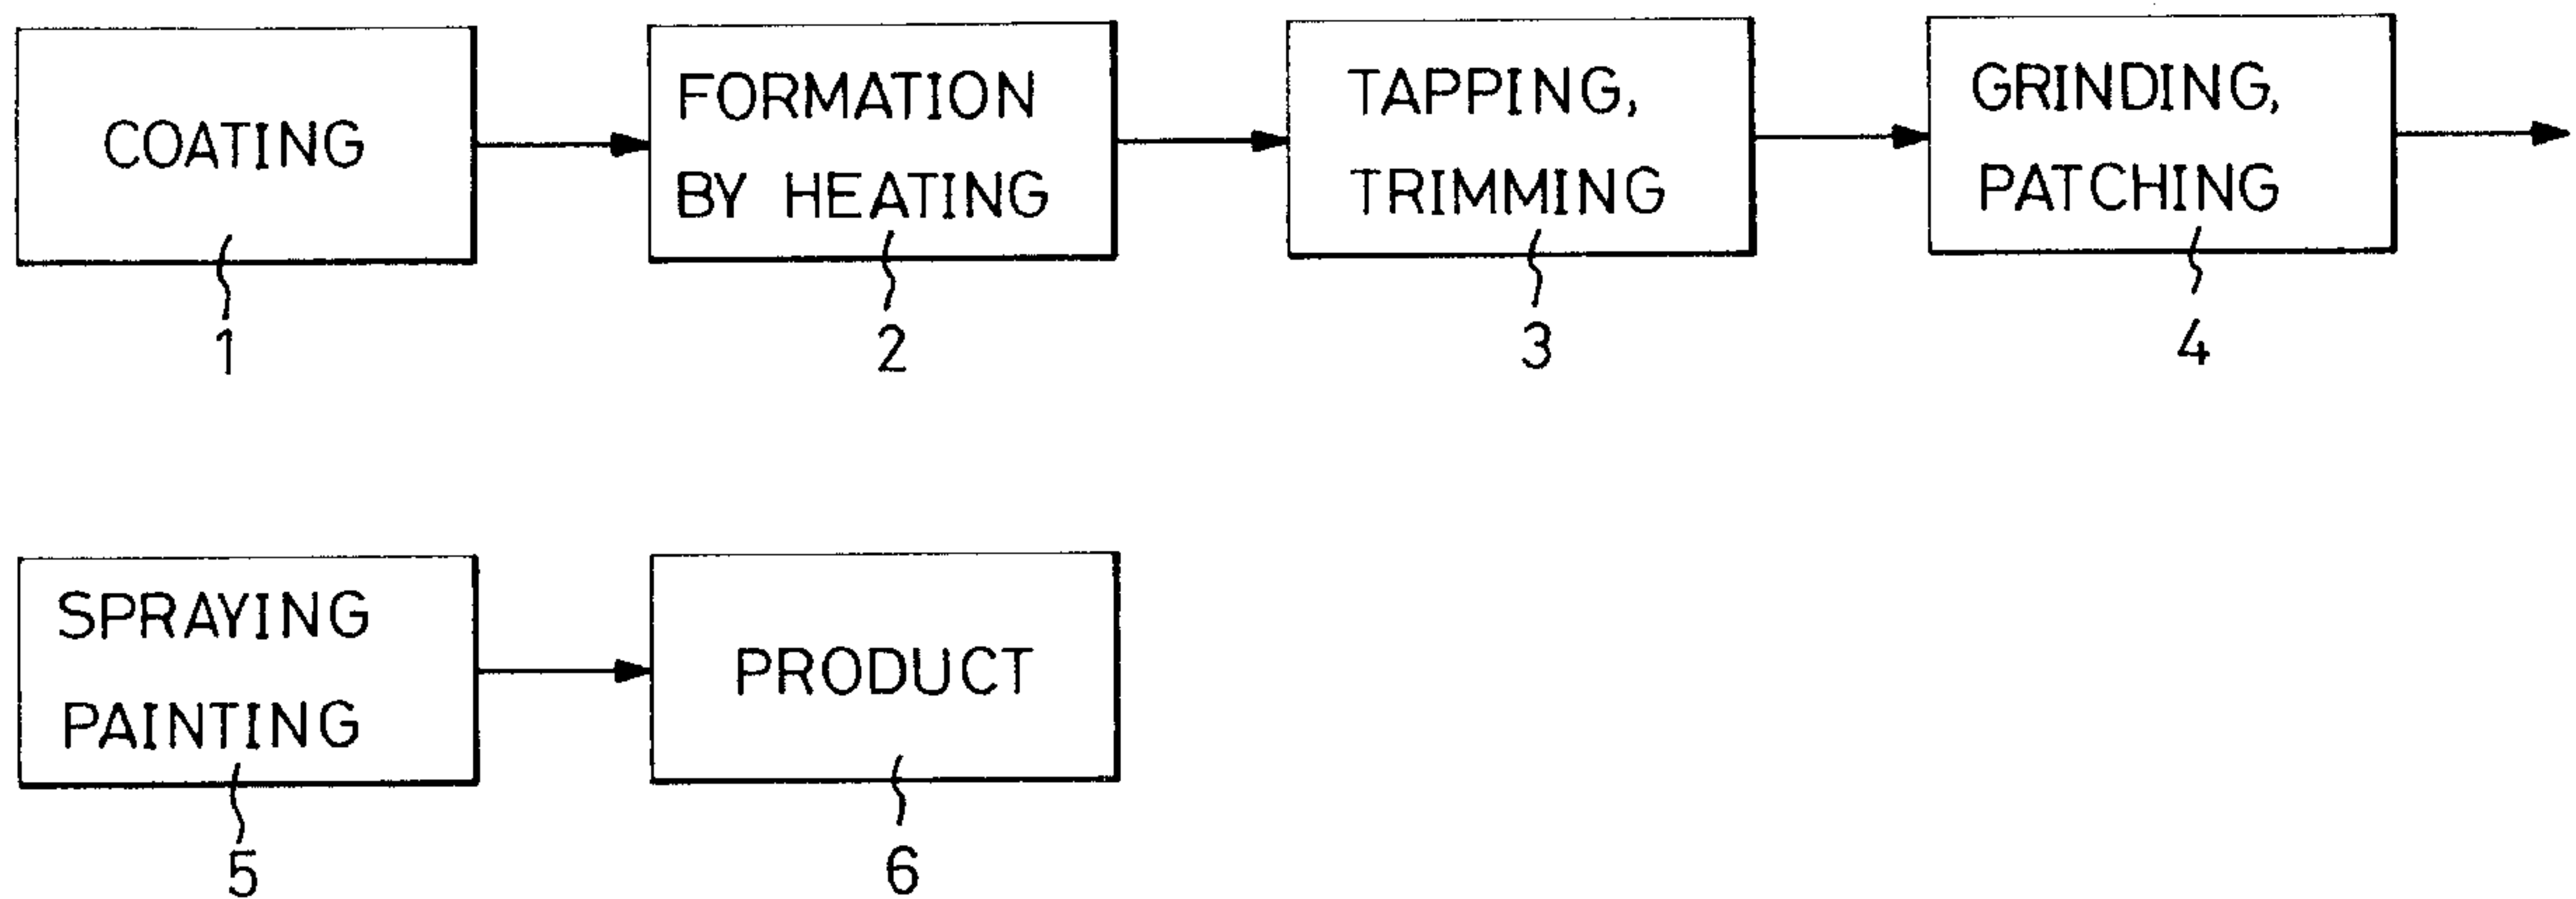 COATING
1
FORMATION
BY HEATING
2
TAPPING,
TRIMMING
3
GRINDING,
PATCHING
4
SPRAYING
PAINTING
5
PRODUCT
6